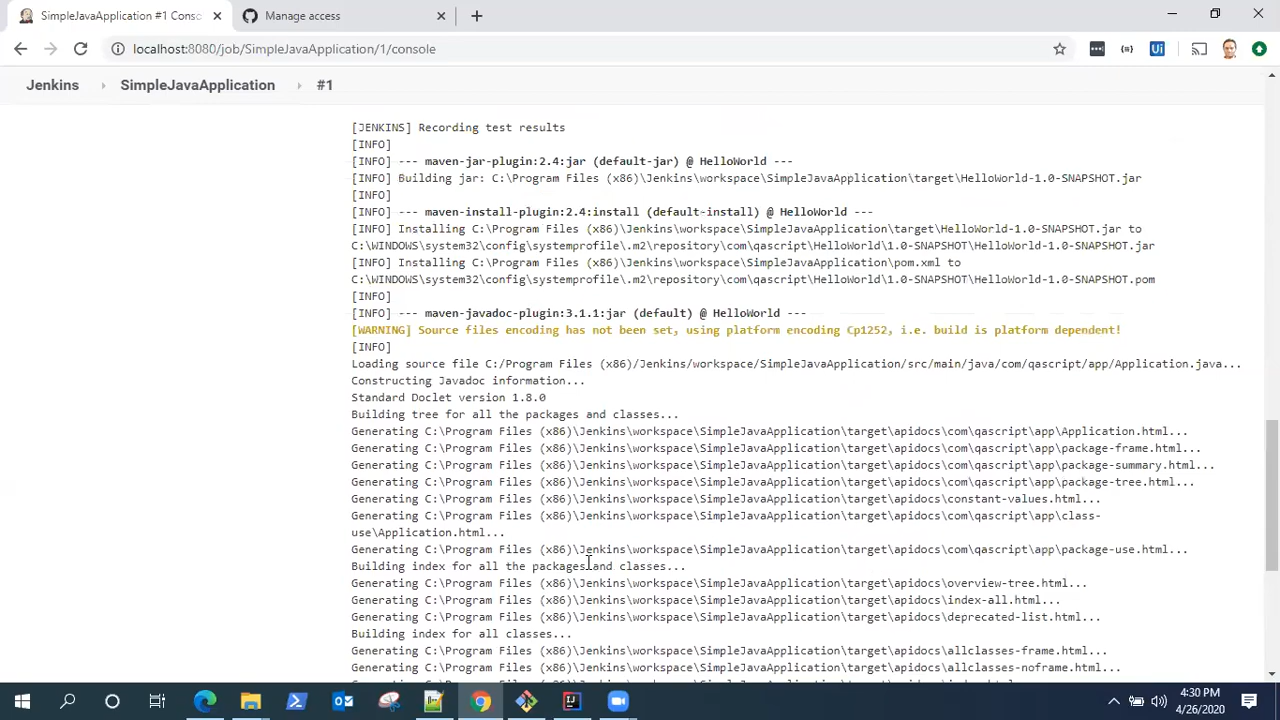 SimpleJavaApplication #1 Conso
Manage access
localhost:8080/job/SimpleJavaApplication/1/console
Jenkins
SimpleJavaApplication
#1
[JENKINS] Recording test results
[INFO]
[INFO] --- maven-jar-plugin:2.4:jar (default-jar) @ HelloWorld ---
[INFO] Building jar: C:\Program Files (x86)\Jenkins\workspace\SimpleJavaApplication\target\HelloWorld-1.0-SNAPSHOT.jar
[INFO]
[INFO] --- maven-install-plugin:2.4:install (default-install) @ HelloWorld ---
[INFO] Installing C:\Program Files (x86)\Jenkins\workspace\SimpleJavaApplication\target\HelloWorld-1.0-SNAPSHOT.jar to
C:\WINDOWS\system32\config\systemprofile\.m2\repository\com\qascript\HelloWorld\1.0-SNAPSHOT\HelloWorld-1.0-SNAPSHOT.jar
[INFO] Installing C:\Program Files (x86)\Jenkins\workspace\SimpleJavaApplication\pom.xml to
C:\WINDOWS\system32\config\systemprofile\.m2\repository\com\qascript\HelloWorld\1.0-SNAPSHOT\HelloWorld-1.0-SNAPSHOT.pom
[INFO]
[INFO] --- maven-javadoc-plugin:3.1.1:jar (default) @ HelloWorld ---
[WARNING] Source files encoding has not been set, using platform encoding Cp1252, i.e. build is platform dependent!
[INFO]
Loading source file C:/Program Files (x86)/Jenkins/workspace/SimpleJavaApplication/src/main/java/com/qascript/app/Application.java...
Constructing Javadoc information...
Standard Doclet version 1.8.0
Building tree for all the packages and classes...
Generating C:\Program Files (x86)\Jenkins\workspace\SimpleJavaApplication\target\apidocs\com\qascript\app\Application.html...
Generating C:\Program Files (x86)\Jenkins\workspace\SimpleJavaApplication\target\apidocs\com\qascript\app\package-frame.html...
Generating C:\Program Files (x86)\Jenkins\workspace\SimpleJavaApplication\target\apidocs\com\qascript\app\package-summary.html...
Generating C:\Program Files (x86)\Jenkins\workspace\SimpleJavaApplication\target\apidocs\com\qascript\app\package-tree.html...
Generating C:\Program Files (x86)\Jenkins\workspace\SimpleJavaApplication\target\apidocs\constant-values.html...
Generating C:\Program Files (x86)\Jenkins\workspace\SimpleJavaApplication\target\apidocs\com\qascript\app\class-
use\Application.html...
Generating C:\Program Files (x86)\Jenkins\workspace\SimpleJavaApplication\target\apidocs\com\qascript\app\package-use.html...
Building index for all the packages and classes...
Generating C:\Program Files (x86)\Jenkins\workspace\SimpleJavaApplication\target\apidocs\overview-tree.html...
Generating C:\Program Files (x86)\Jenkins\workspace\SimpleJavaApplication\target\apidocs\index-all.html...
Generating C:\Program Files (x86)\Jenkins\workspace\SimpleJavaApplication\target\apidocs\deprecated-list.html...
Building index for all classes...
Generating C:\Program Files (x86)\Jenkins\workspace\SimpleJavaApplication\target\apidocs\allclasses-frame.html...
Generating C:\Program Files (x86)\Jenkins\workspace\SimpleJavaApplication\target\apidocs\allclasses-noframe.html...
4:30 PM
4/26/2020